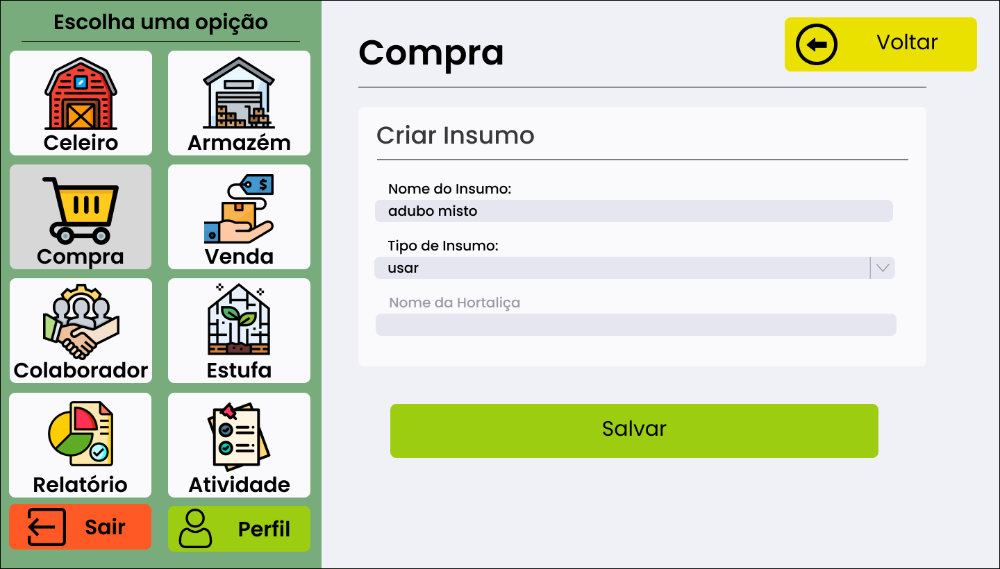 Escolha uma opição
Celeiro
Armazém
Compra
Venda
Colaborador
Estufa
Relatório
Atividade
Sair
Perfil
Compra
Voltar
Criar Insumo
Nome do Insumo:
adubo misto
Tipo de Insumo:
usar
Nome da Hortaliça
Salvar